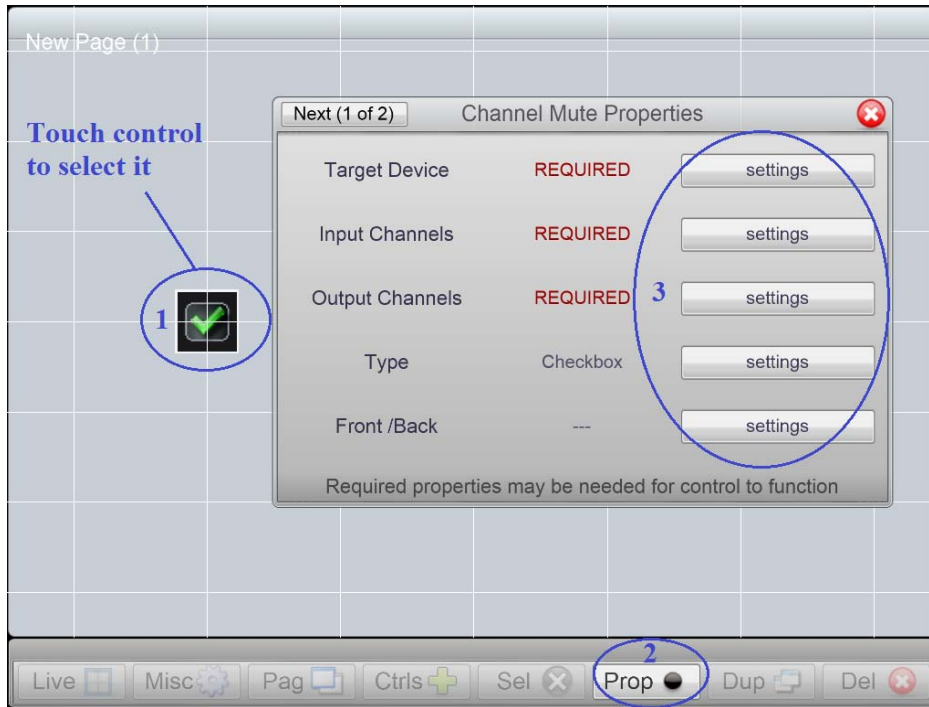 New Page (1)
Next (1 of 2) Channel Mute Properties
Touch control
to select it
Target Device REQUIRED settings
Input Channels REQUIRED settings
1
Output Channels REQUIRED 3 settings
Type Checkbox settings
Front /Back --- settings
Required properties may be needed for control to function
2
Live Misc Pag Ctrls Sel Prop Dup Del